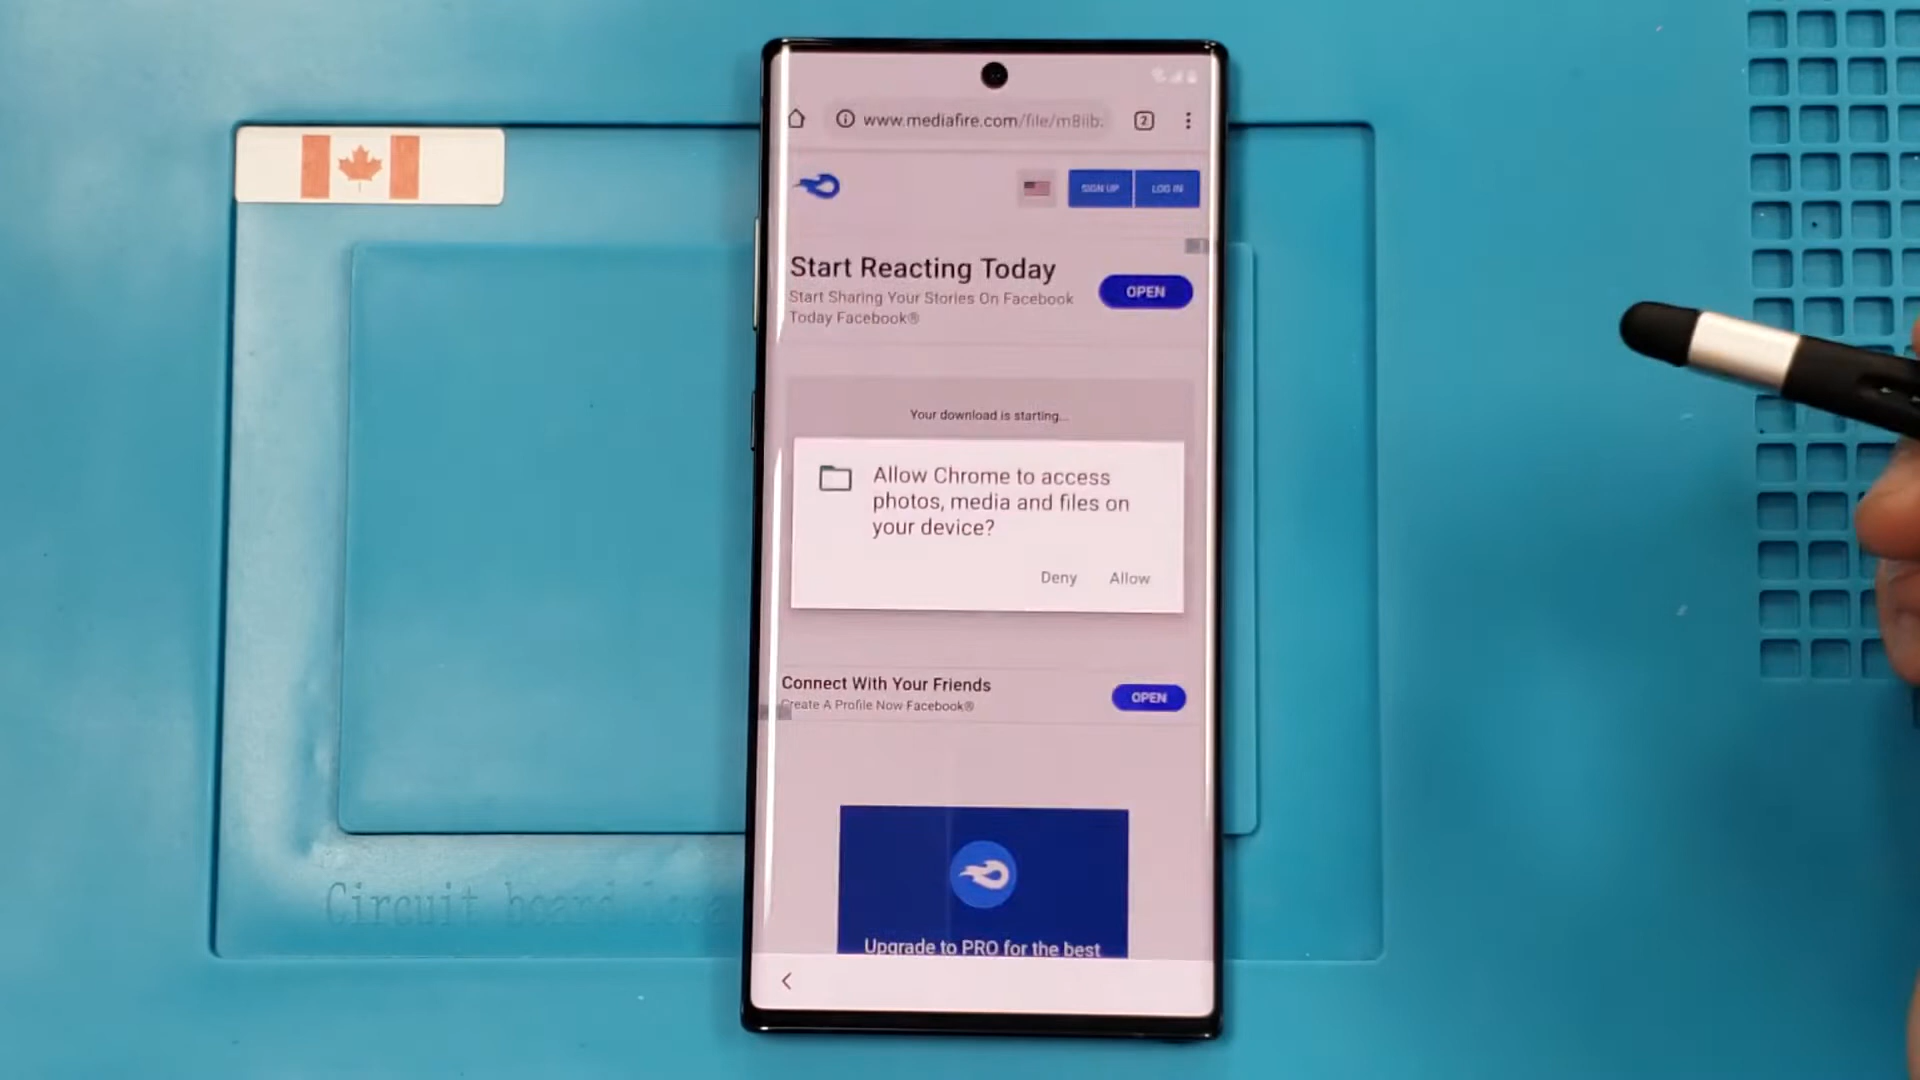 www.mediafire.com/file/m8iib:
2
SIGN UP
LOG IN
Start Reacting Today
Start Sharing Your Stories On Facebook
Today Facebook®
OPEN
Your download is starting...
Allow Chrome to access
photos, media and files on
your device?
Deny
Allow
Connect With Your Friends
Create A Profile Now Facebook®
OPEN
Upgrade to PRO for the best
Circuit board